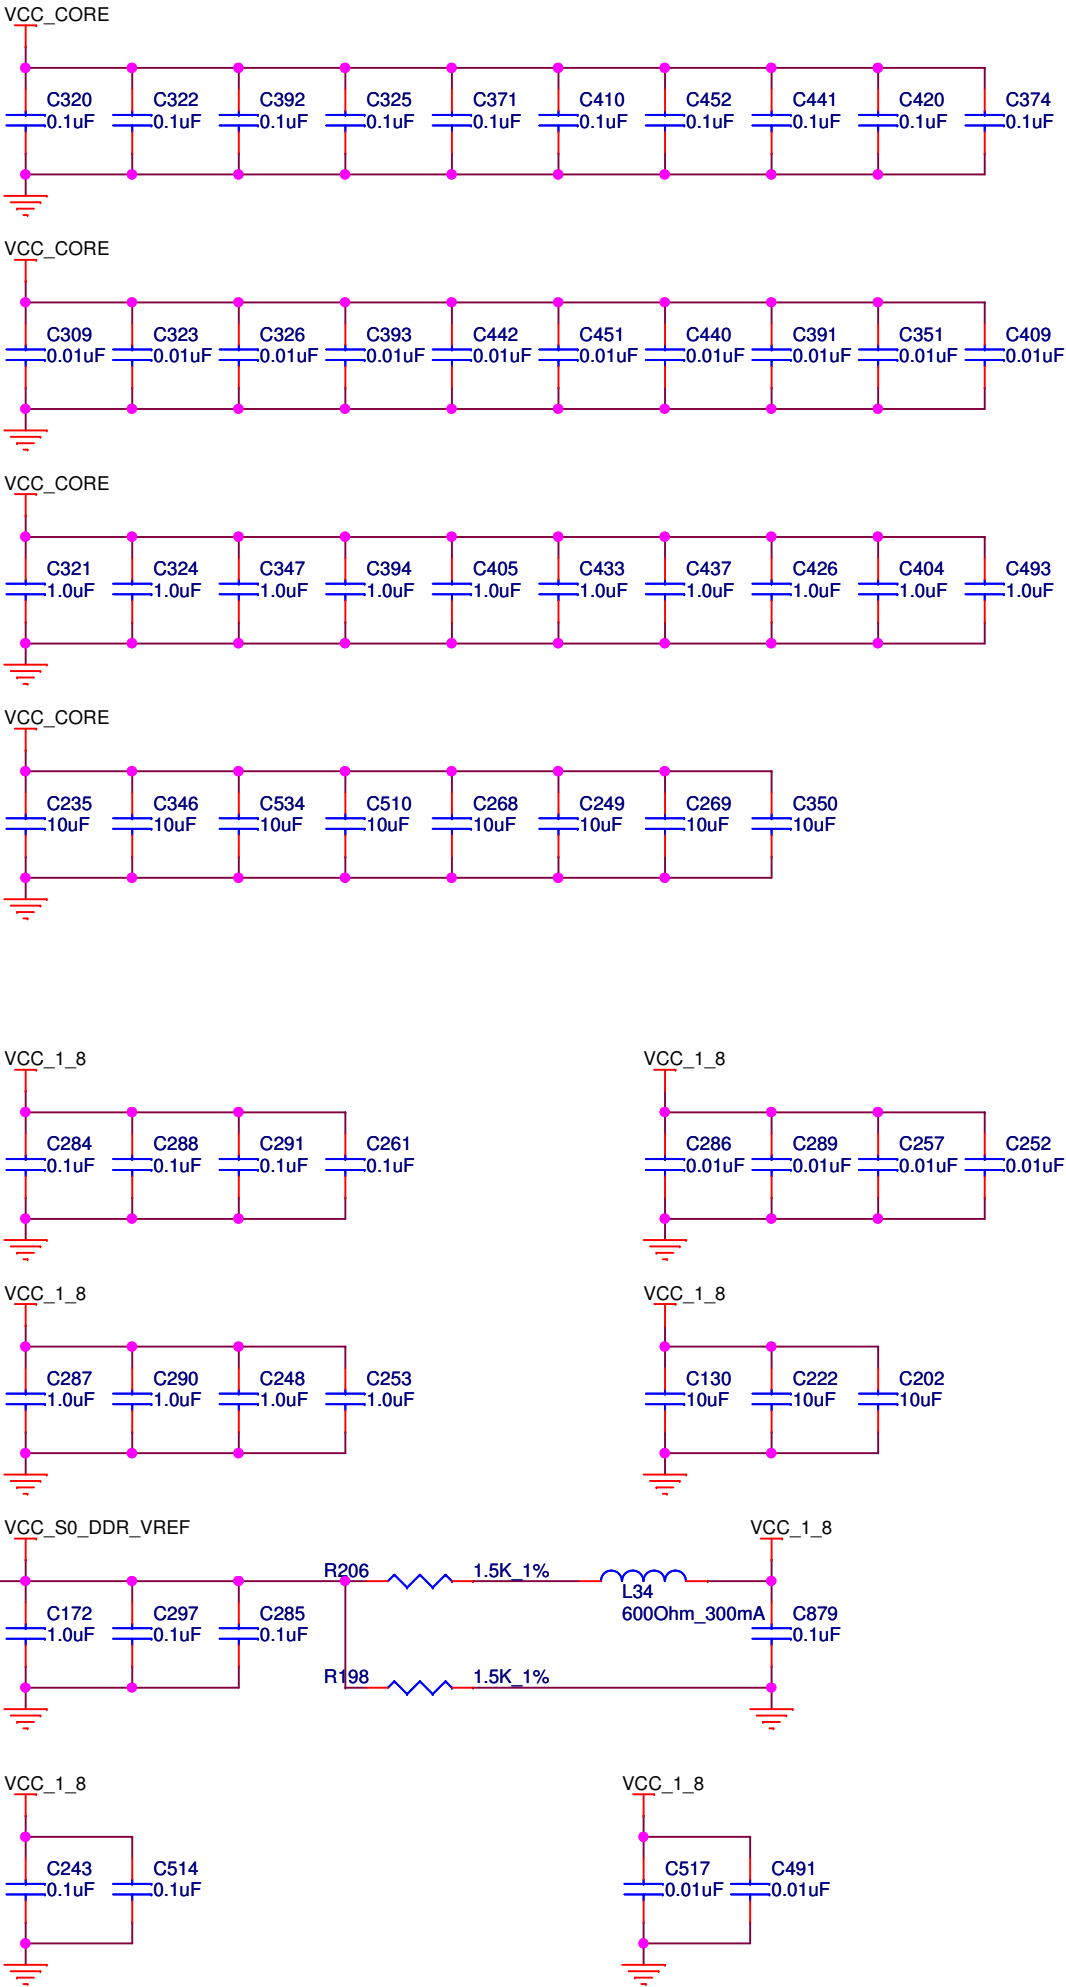 VCC_CORE
C320 C322 C392 C325 C371 C410 C452 C441 C420 C374
0.1uF 0.1uF 0.1uF 0.1uF 0.1uF 0.1uF 0.1uF 0.1uF 0.1uF 0.1uF
VCC_CORE
C309 C323 C326 C393 C442 C451 C440 C391 C351 C409
0.01uF 0.01uF 0.01uF 0.01uF 0.01uF 0.01uF 0.01uF 0.01uF 0.01uF 0.01uF
VCC_CORE
C321 C324 C347 C394 C405 C433 C437 C426 C404 C493
1.0uF 1.0uF 1.0uF 1.0uF 1.0uF 1.0uF 1.0uF 1.0uF 1.0uF 1.0uF
VCC_CORE
C235 C346 C534 C510 C268 C249 C269 C350
10uF 10uF 10uF 10uF 10uF 10uF 10uF 10uF
VCC_1_8 VCC_1_8
C284 C288 C291 C261 C286 C289 C257 C252
0.1uF 0.1uF 0.1uF 0.1uF 0.01uF 0.01uF 0.01uF 0.01uF
VCC_1_8 VCC_1_8
C287 C290 C248 C253 C130 C222 C202
1.0uF 1.0uF 1.0uF 1.0uF 10uF 10uF 10uF
VCC_S0_DDR_VREF VCC_1_8
R206 1.5K_1%
L34
C172 C297 C285 600Ohm_300mA C879
1.0uF 0.1uF 0.1uF 0.1uF
R198 1.5K_1%
VCC_1_8 VCC_1_8
C243 C514 C517 C491
0.1uF 0.1uF 0.01uF 0.01uF